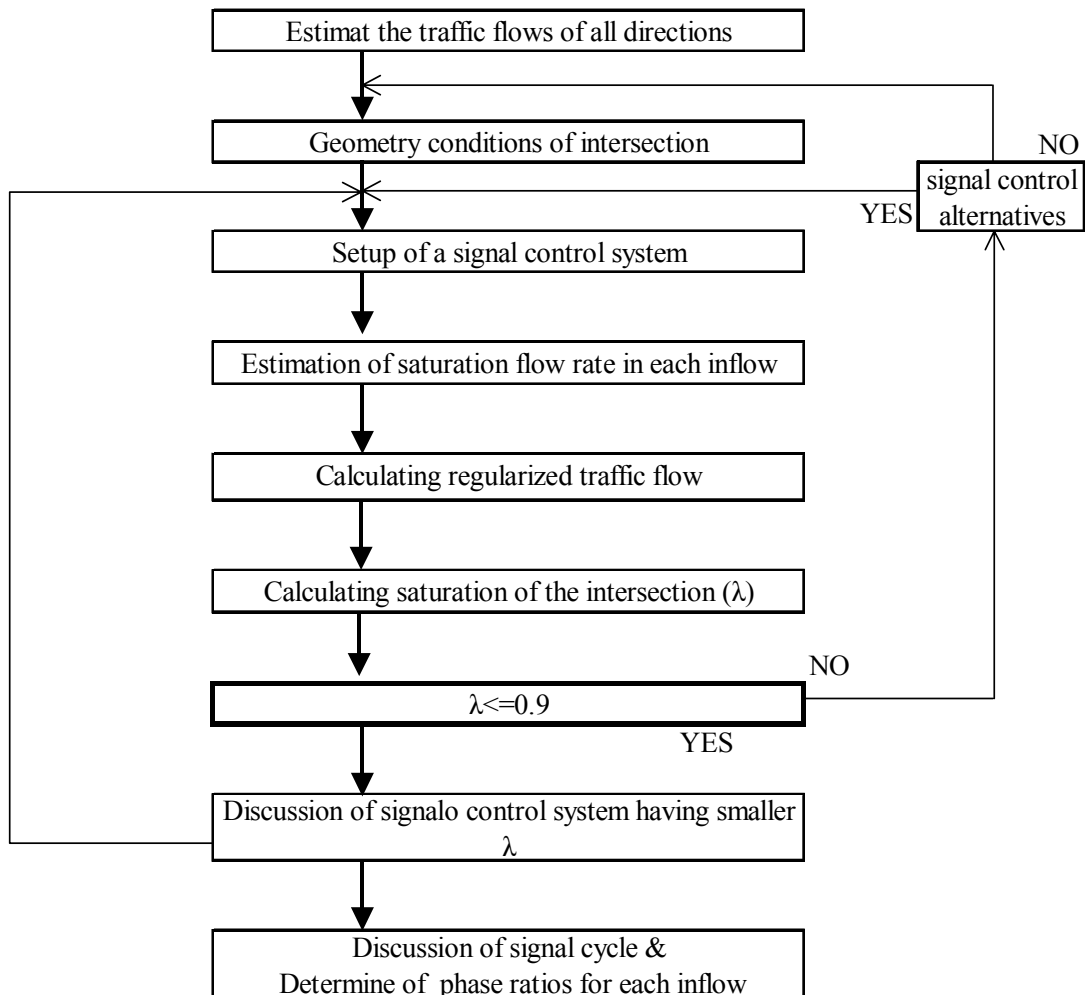 Estimat the traffic flows of all directions
Geometry conditions of intersection
NO
signal control
alternatives
YES
Setup of a signal control system
Estimation of saturation flow rate in each inflow
Calculating regularized traffic flow
Calculating saturation of the intersection (λ)
NO
λ<=0.9
YES
Discussion of signalo control system having smaller
λ
Discussion of signal cycle &
Determine of phase ratios for each inflow